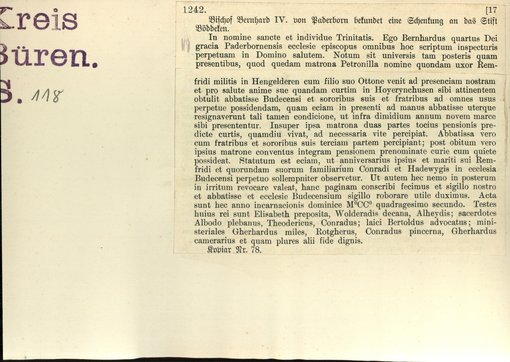 Kreis
Büren.
S. 118
1242. [17
Bischof Bernhard IV. von Paderborn bekundet eine Schenkung an das Stift
Böddeken.
In nomine sancte et individue Trinitatis. Ego Bernhardus quartus Dei
gracia Paderbornensis ecclesie episcopus omnibus hoc scriptum inspecturis
perpetuam in Domino salutem. Notum sit universis tam posteris quam
presentibus, quod quedam matrona Petronilla nomine quondam uxor Rem-
fridi militis in Hengelderen cum filio suo Ottone venit ad presenciam nostram
et pro salute anime sue quandam curtim in Hoyerynchusen sibi attinentem
obtulit abbatisse Budecensi et sororibus suis et fratribus ad omnes usus
perpetue possidendam, quam eciam in presenti ad manus abbatisse uterque
resignaverunt tali tamen condicione, ut infra dimidium annum novem marce
sibi presententur. Insuper ipsa matrona duas partes tocius pensionis pre-
dicte curtis, quamdiu vivat, ad necessaria vite percipiat. Abbatissa vero
cum fratribus et sororibus suis terciam partem percipiant; post obitum vero
ipsius matrone conventus integram pensionem prenominate curie cum quiete
possideat. Statutum est eciam, ut anniversarius ipsius et mariti sui Rem-
fridi et quorundam suorum familiarium Conradi et Hadewygis in ecclesia
Budecensi perpetuo sollempniter observetur. Ut autem hec nemo in posterum
in irritum revocare valeat, hanc paginam conscribi fecimus et sigillo nostro
et abbatisse et ecclesie Budecensium sigillo roborare utile duximus. Acta
sunt hec anno incarnacionis dominice MºCCº quadragesimo secundo. Testes
huius rei sunt Elisabeth preposita, Wolderadis decana, Alheydis; sacerdotes
Albodo plebanus, Theodericus, Conradus; laici Bertoldus advocatus; mini-
steriales Gherhardus miles, Rotgherus, Conradus pincerna, Gherhardus
camerarius et quam plures alii fide dignis.
Kopiar Nr. 78.